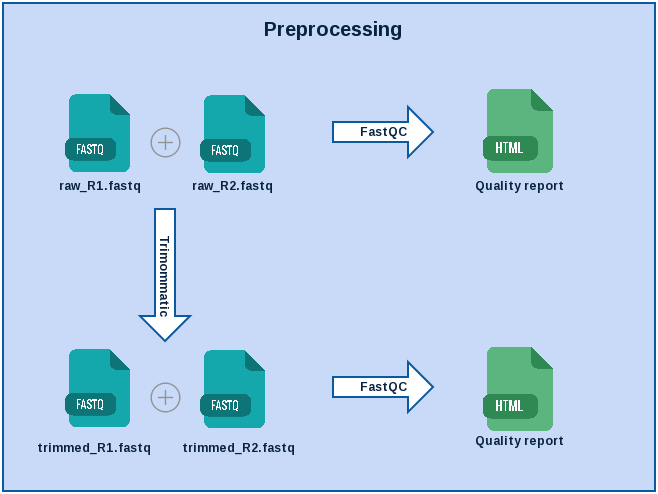 Preprocessing
FASTQ
FASTQ
FastQC
HTML
raw_R1.fastq
raw_R2.fastq
Quality report
Trimommatic
FASTQ
FASTQ
FastQC
HTML
trimmed_R1.fastq
trimmed_R2.fastq
Quality report